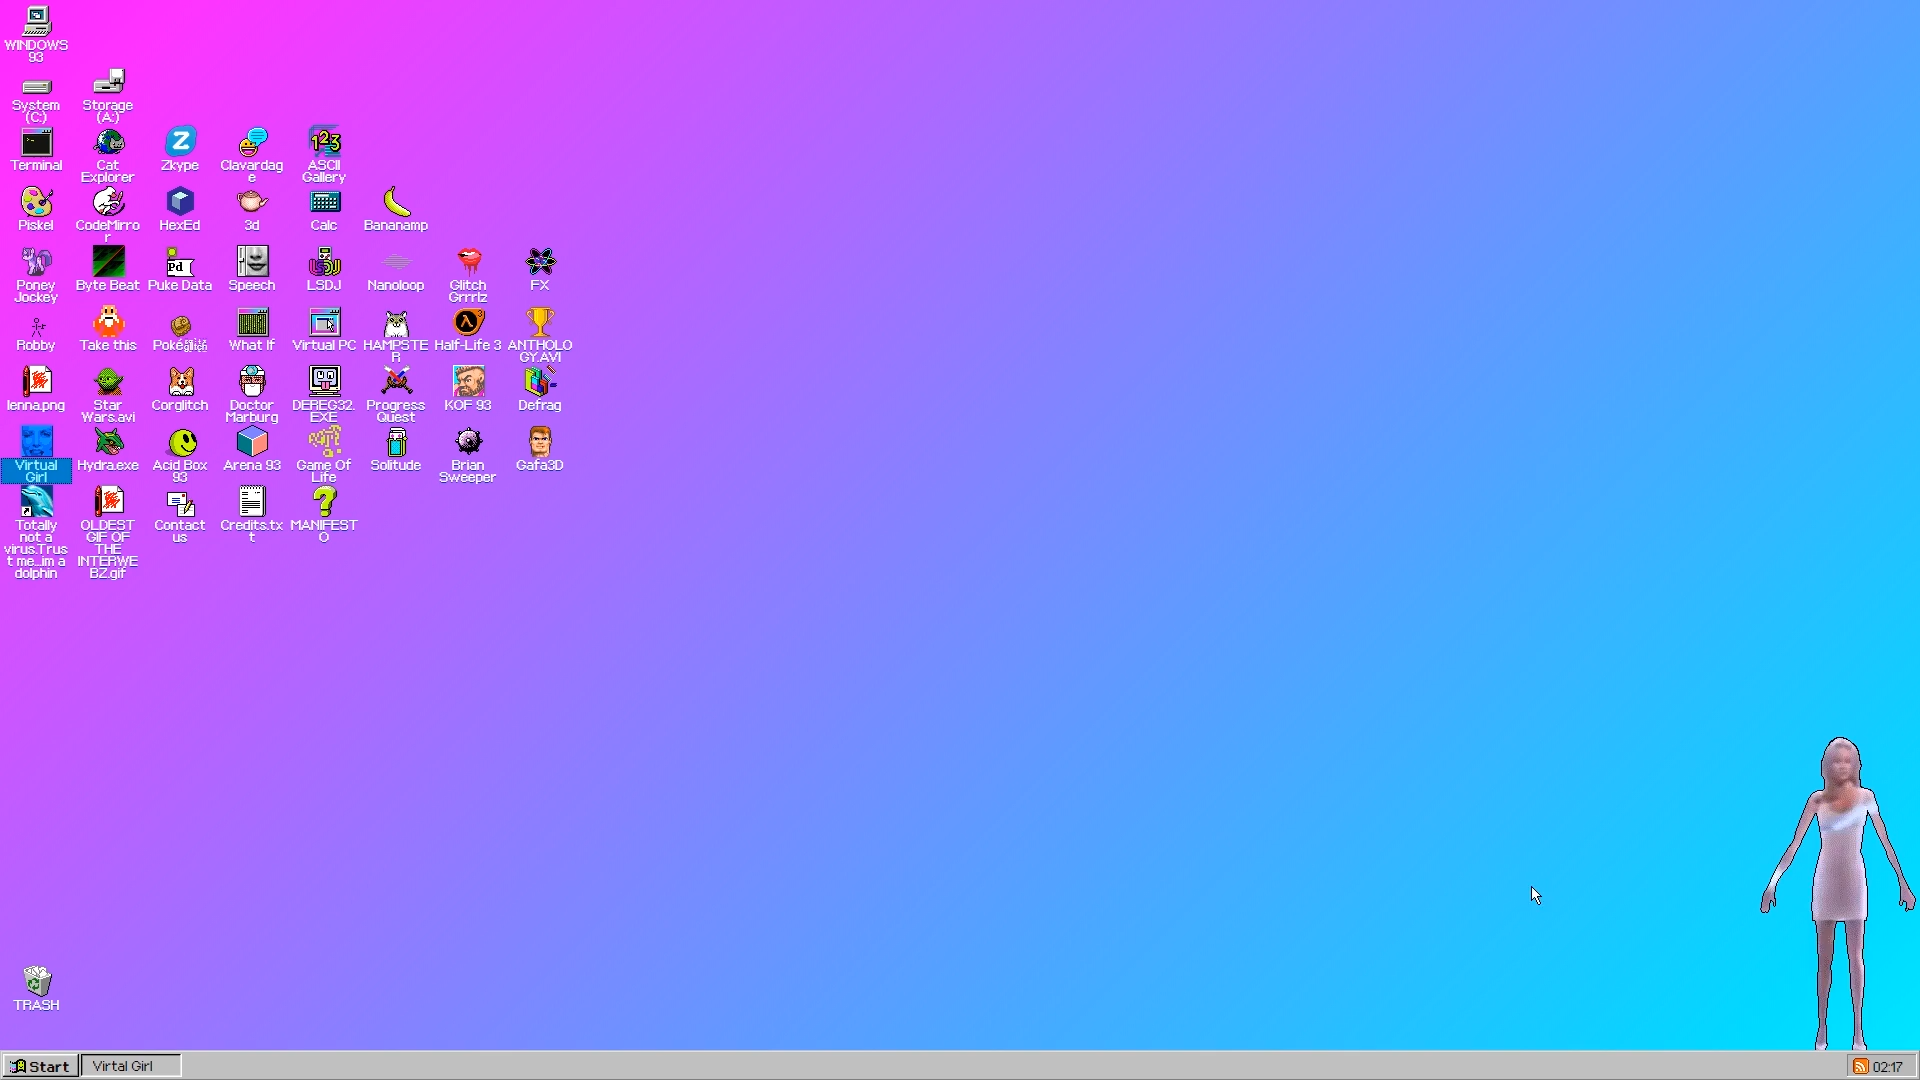 WINDOWS
93
System
(C:)
Storage
(A:)
Terminal
Cat
Explorer
Zkype
Clavardag
e
123
ASCII
Gallery
Piskel
CodeMirro
r
HexEd
3d
Calc
Bananamp
Poney
Jockey
Byte Beat
Pd
Puke Data
Speech
LSDJ
LSDJ
Nanoloop
Glitch
Grrrlz
FX
Robby
Take this
What If
Virtual PC
HAMPSTE
R
Half-Life 3
ANTHOLO
GY.AVI
lenna.png
Star
Wars.avi
Corglitch
Doctor
Marburg
DEREG32.
EXE
Progress
Quest
KOF 93
Defrag
Virtual
Girl
Hydra.exe
Acid Box
93
Arena 93
Game Of
Life
Solitude
Brian
Sweeper
Gafa3D
Totally
not a
virus.Trus
t me...im a
dolphin
OLDEST
GIF OF
THE
INTERWE
BZ.gif
Contact
us
Credits.tx
t
MANIFEST
O
TRASH
Start
Virtal Girl
02:17